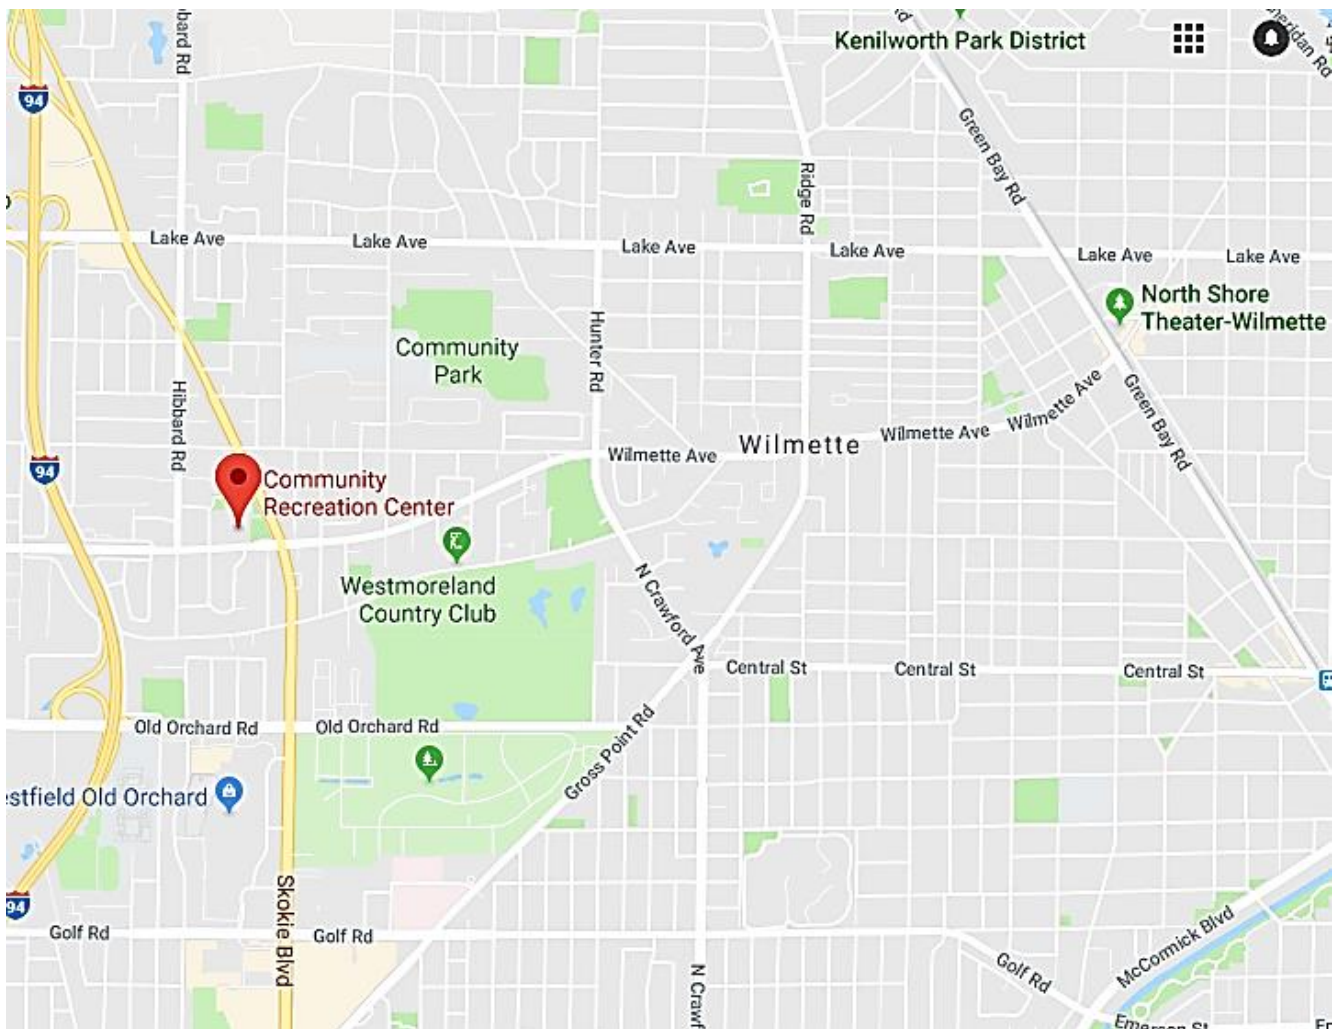 Kenilworth Park District
94
Green Bay Rd
Ridge Rd
Lake Ave
Lake Ave
Lake Ave
Lake Ave
Lake Ave
Lake Ave
North Shore
Theater-Wilmette
Hunter Rd
Community
Park
Hibbard Rd
Green Bay Rd
Wilmette Ave
Wilmette Ave
Wilmette
Wilmette Ave
94
Community
Recreation Center
Westmoreland
Country Club
N Crawford Ave
Central St
Central St
Central St
Old Orchard Rd
Old Orchard Rd
Gross Point Rd
estfield Old Orchard
Skokie Blvd
94
Golf Rd
Golf Rd
McCormick Blvd
Golf Rd
N Crawf
Emerson St